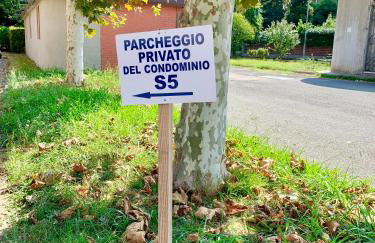 PARCHEGGIO
PRIVATO
DEL CONDOMINIO
S5